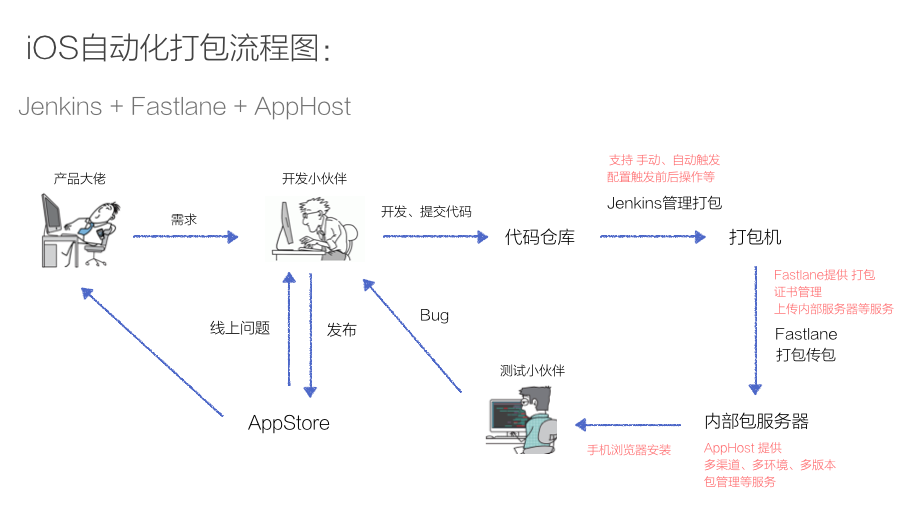 iOS自动化打包流程图：
Jenkins + Fastlane + AppHost
产品大佬
需求
开发小伙伴
开发、提交代码
代码仓库
支持 手动、自动触发
配置触发前后操作等
Jenkins管理打包
打包机
Fastlane提供 打包
证书管理
上传内部服务器等服务
Fastlane
打包传包
线上问题
发布
Bug
测试小伙伴
AppStore
手机浏览器安装
内部包服务器
AppHost 提供
多渠道、多环境、多版本
包管理等服务